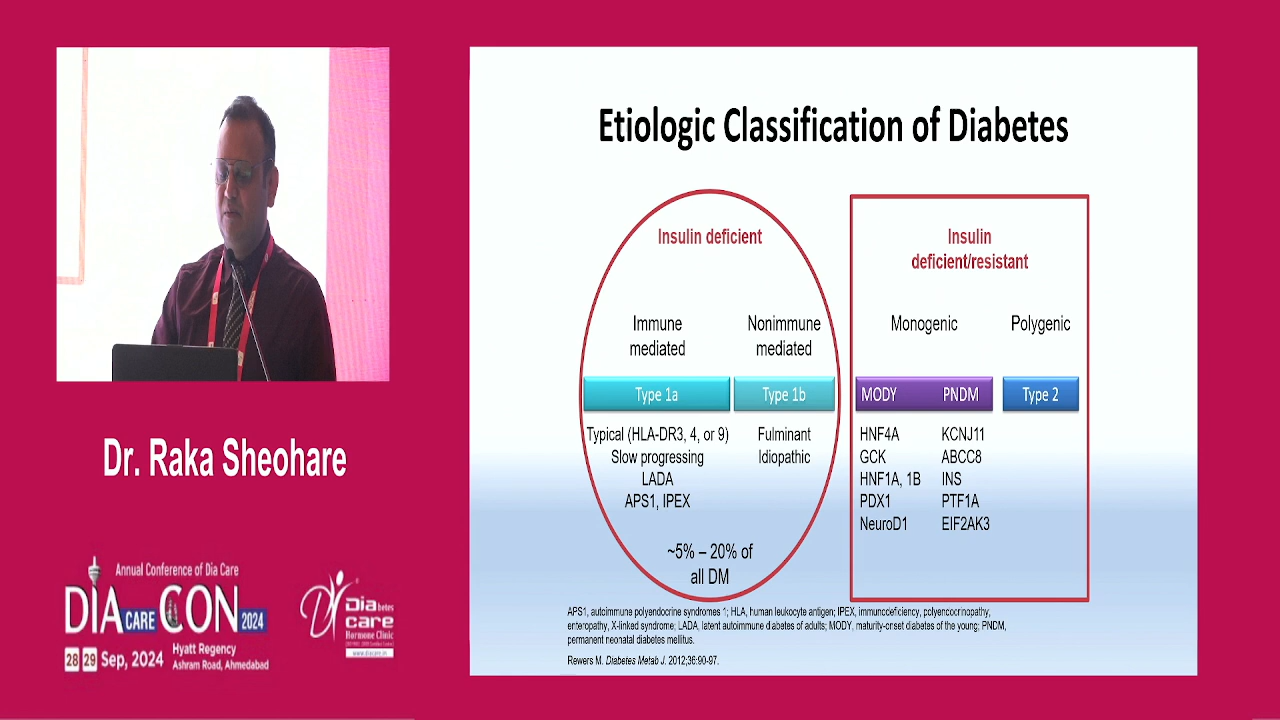 Etiologic Classification of Diabetes
Insulin deficient
Insulin
deficient/resistant
Immune
mediated
Nonimmune
mediated
Monogenic
Polygenic
Type 1a
Type 1b
MODY PNDM
Type 2
Typical (HLA-DR3, 4, or 9)
Slow progressing
LADA
APS1, IPEX
Fulminant
Idiopathic
HNF4A KCNJ11
GCK ABCC8
HNF1A, 1B INS
PDX1 PTF1A
NeuroD1 EIF2AK3
~5% – 20% of
all DM
APS1, autoimmune polyendocrine syndromes 1; HLA, human leukocyte antigen; IPEX, immunodeficiency, polyendocrinopathy,
enteropathy, X-linked syndrome; LADA, latent autoimmune diabetes of adults; MODY, maturity-onset diabetes of the young; PNDM,
permanent neonatal diabetes mellitus.
Rewers M. Diabetes Metab J. 2012;36:90-97.
Dr. Raka Sheohare
Annual Conference of Dia Care
DIA CARE CON 2024
28 29 Sep, 2024
Hyatt Regency
Ashram Road, Ahmedabad
Diabetes
care
Hormone Clinic
www.diacare.in